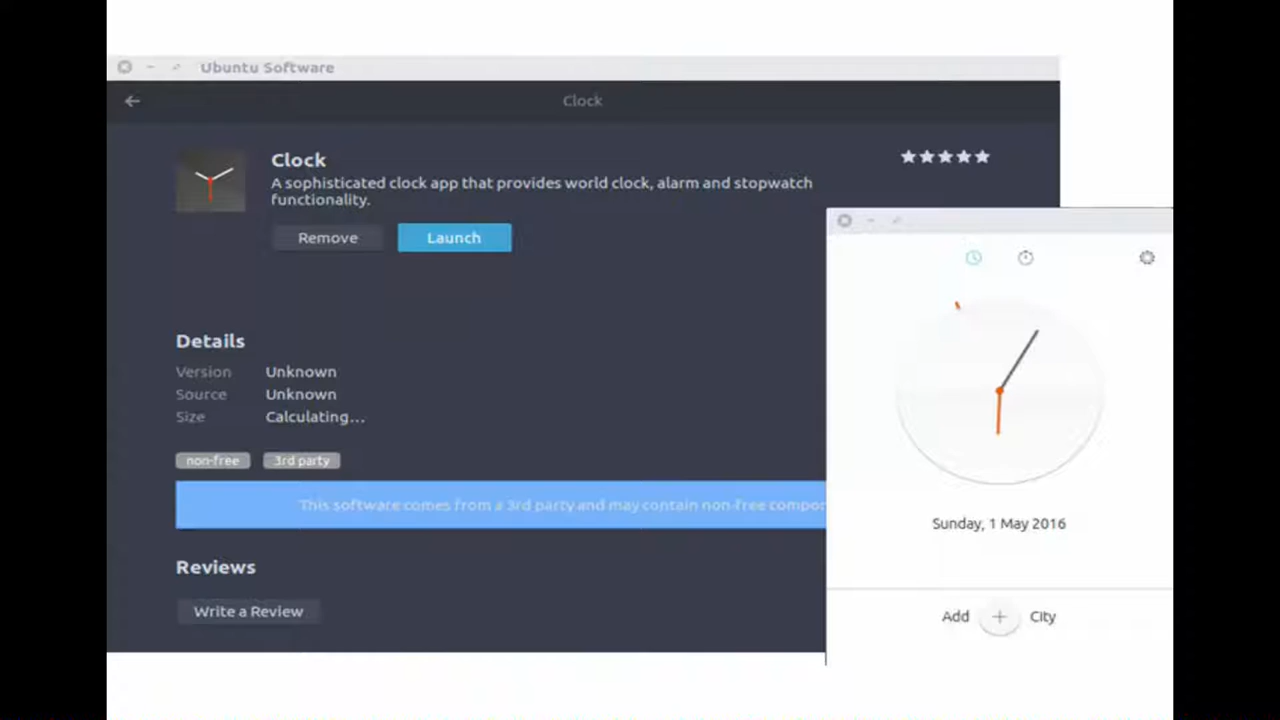 Ubuntu Software
Clock
Clock
A sophisticated clock app that provides world clock, alarm and stopwatch
functionality.
Remove
Launch
Details
Version Unknown
Source Unknown
Size Calculating...
non-free 3rd party
This software comes from a 3rd party and may contain non-free compor
Reviews
Write a Review
Sunday, 1 May 2016
Add City